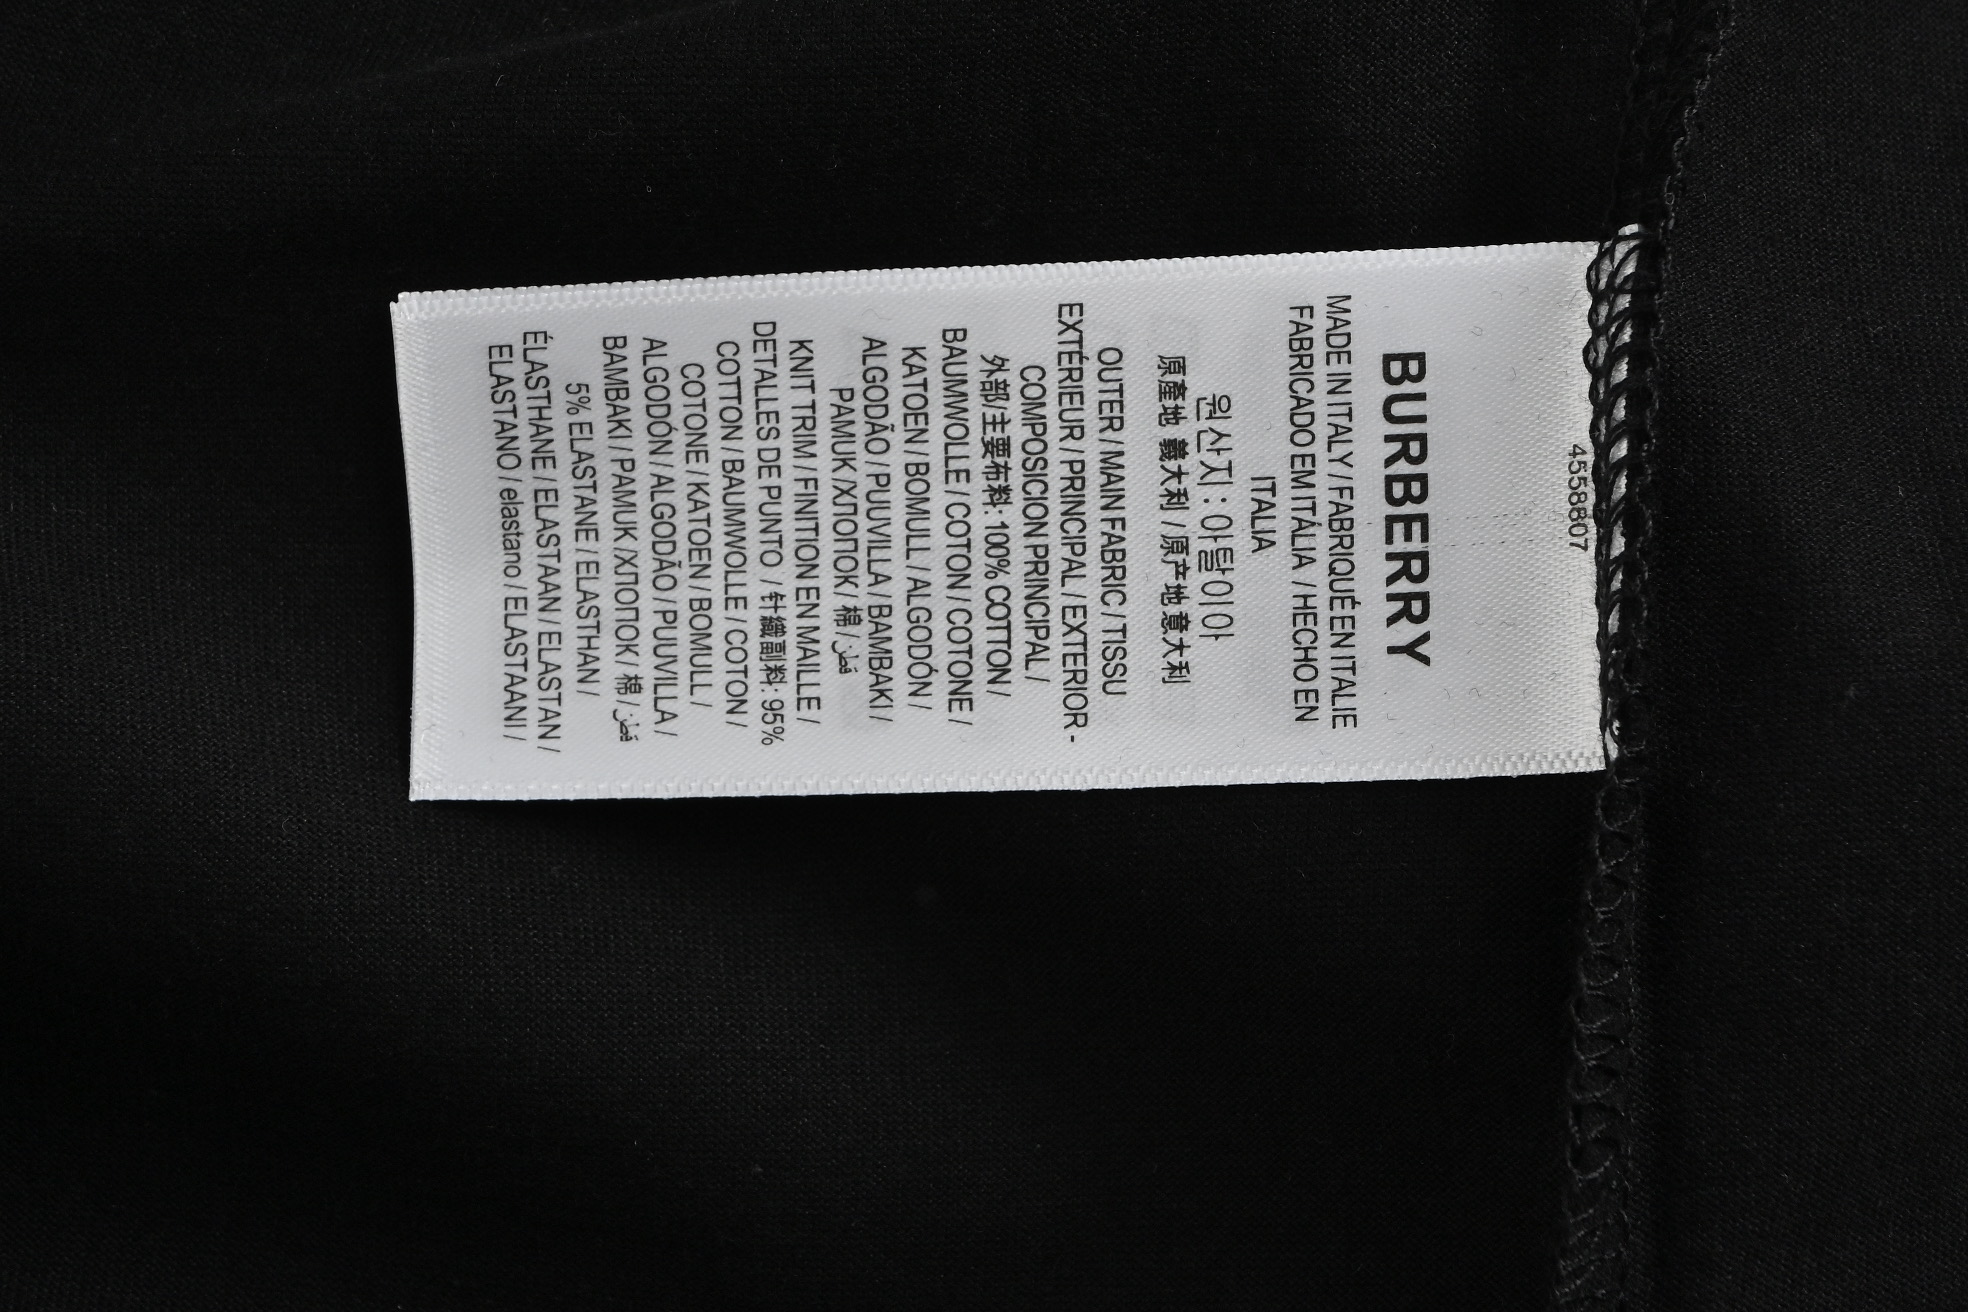 4558807
BURBERRY
MADE IN ITALY / FABRIQUÉ EN ITALIE
FABRICADO EM ITÁLIA / HECHO EN
ITALIA
원산지 : 이탈이아
原產地 義大利 / 原产地意大利
OUTER / MAIN FABRIC / TISSU
EXTÉRIEUR / PRINCIPAL / EXTERIOR -
COMPOSICION PRINCIPAL /
外部/主要布料: 100% COTTON /
BAUMWOLLE / COTON / COTONE /
KATOEN / BOMULL / ALGODÓN /
ALGODÃO / PUUVILLA / BAMBAKI /
PAMUK /ХΠΟΠΟΚ/ 棉 / قطن
KNIT TRIM / FINITION EN MAILLE /
DETALLES DE PUNTO / 针織副料: 95%
COTTON / BAUMWOLLE / COTON /
COTONE / KATOEN / BOMULL /
ALGODÓN / ALGODÃO / PUUVILLA /
BAMBAKI / PAMUK /ХΠΟΠΟΚ/ 棉 / قطن
5% ELASTANE / ELASTHAN /
ÉLASTHANE / ELASTAAN / ELASTAN /
ELASTANO / elastano / ELASTAANI /